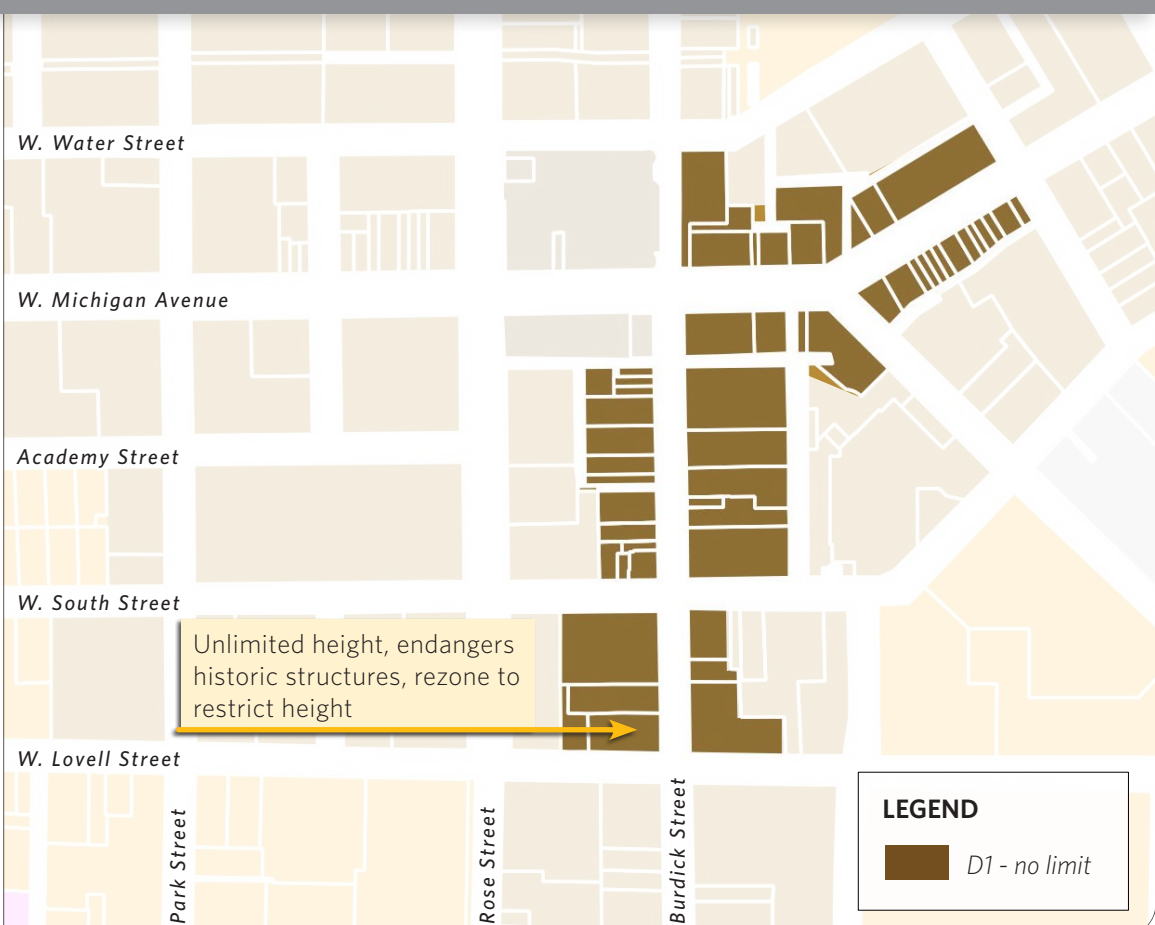 W. Water Street
W. Michigan Avenue
Academy Street
W. South Street
Unlimited height, endangers
historic structures, rezone to
restrict height
W. Lovell Street
Park Street
Rose Street
Burdick Street
LEGEND
D1 - no limit